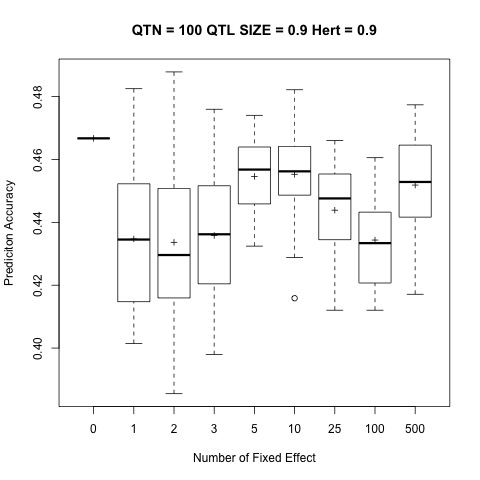 QTN = 100 QTL SIZE = 0.9 Hert = 0.9
Prediciton Accuracy
0.48
0.46
0.44
0.42
0.40
0 1 2 3 5 10 25 100 500
Number of Fixed Effect